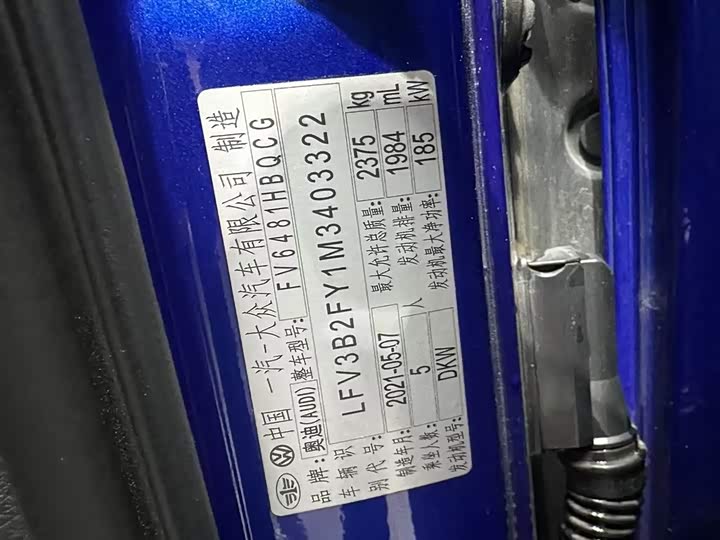 中国 一汽-大众汽车有限公司 制造
品牌: 奥迪(AUDI) 整车型号: FV6481HBQCG
车辆识别代号: LFV3B2FY1M3403322
制造年月: 2021-05-07 最大允许总质量: 2375 kg
乘坐人数: 5 人 发动机排量: 1984 mL
发动机型号: DKW 发动机最大净功率: 185 kW